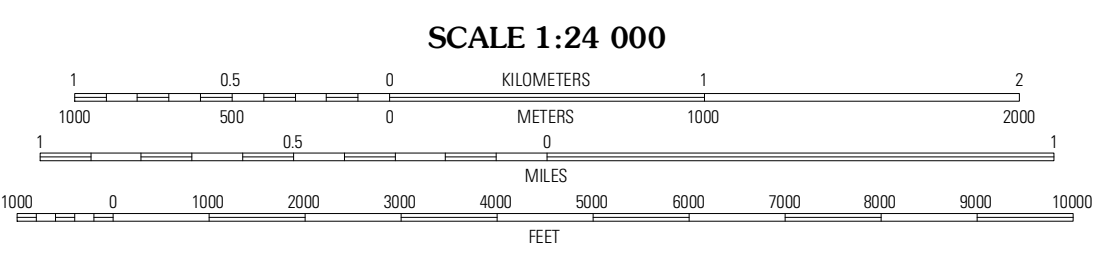 SCALE 1:24 000
1 0.5 0 KILOMETERS 1 2
1000 500 0 METERS 1000 2000
1 0.5 0 1
MILES
1000 0 1000 2000 3000 4000 5000 6000 7000 8000 9000 10000
FEET